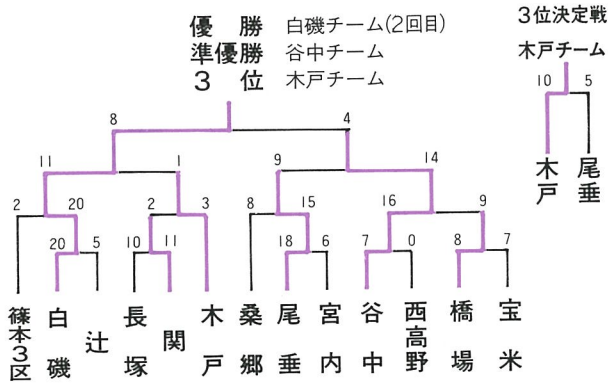 優勝 白磯チーム(2回目)
準優勝 谷中チーム
3位 木戸チーム
3位決定戦
木戸チーム
10 5
木戸 尾垂
8 4
11 1 9 14
2 20 2 3 8 15 16 9
20 5 10 11 18 6 7 0 8 7
篠本3区 白磯 辻 長塚 関 木戸 桑郷 尾垂 宮内 谷中 西高野 橋場 宝米